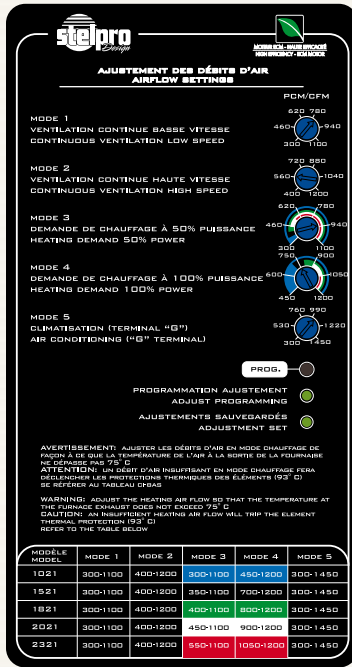 stelpro
Design
MOTEUR ECM - HAUTE EFFICACITÉ
HIGH EFFICIENCY - ECM MOTOR
AJUSTEMENT DES DÉBITS D'AIR
AIRFLOW SETTINGS
PCM/CFM
MODE 1
VENTILATION CONTINUE BASSE VITESSE
CONTINUOUS VENTILATION LOW SPEED
620 780
460 940
300 1100
MODE 2
VENTILATION CONTINUE HAUTE VITESSE
CONTINUOUS VENTILATION HIGH SPEED
720 880
560 1040
400 1200
MODE 3
DEMANDE DE CHAUFFAGE À 50% PUISSANCE
HEATING DEMAND 50% POWER
620 780
460 940
300 1100
MODE 4
DEMANDE DE CHAUFFAGE À 100% PUISSANCE
HEATING DEMAND 100% POWER
750 900
600 1050
450 1200
MODE 5
CLIMATISATION (TERMINAL "G")
AIR CONDITIONING ("G" TERMINAL)
760 990
530 1220
300 1450
PROG.
PROGRAMMATION AJUSTEMENT
ADJUST PROGRAMMING
AJUSTEMENTS SAUVEGARDÉS
ADJUSTMENT SET
AVERTISSEMENT: AJUSTER LES DÉBITS D'AIR EN MODE CHAUFFAGE DE
FAÇON À CE QUE LA TEMPÉRATURE DE L'AIR À LA SORTIE DE LA FOURNAISE
NE DÉPASSE PAS 75°C
ATTENTION: UN DÉBIT D'AIR INSUFFISANT EN MODE CHAUFFAGE FERA
DÉCLENCHER LES PROTECTIONS THERMIQUES DES ÉLÉMENTS (93°C)
SE RÉFÉRER AU TABLEAU CI-BAS
WARNING: ADJUST THE HEATING AIR FLOW SO THAT THE TEMPERATURE AT
THE FURNACE EXHAUST DOES NOT EXCEED 75°C
CAUTION: AN INSUFFICIENT HEATING AIR FLOW WILL TRIP THE ELEMENT
THERMAL PROTECTION (93°C)
REFER TO THE TABLE BELOW
MODÈLE
MODEL MODE 1 MODE 2 MODE 3 MODE 4 MODE 5
1021 300-1100 400-1200 300-1100 450-1200 300-1450
1521 300-1100 400-1200 350-1100 700-1200 300-1450
1821 300-1100 400-1200 400-1100 800-1200 300-1450
2021 300-1100 400-1200 450-1100 900-1200 300-1450
2321 300-1100 400-1200 550-1100 1050-1200 300-1450